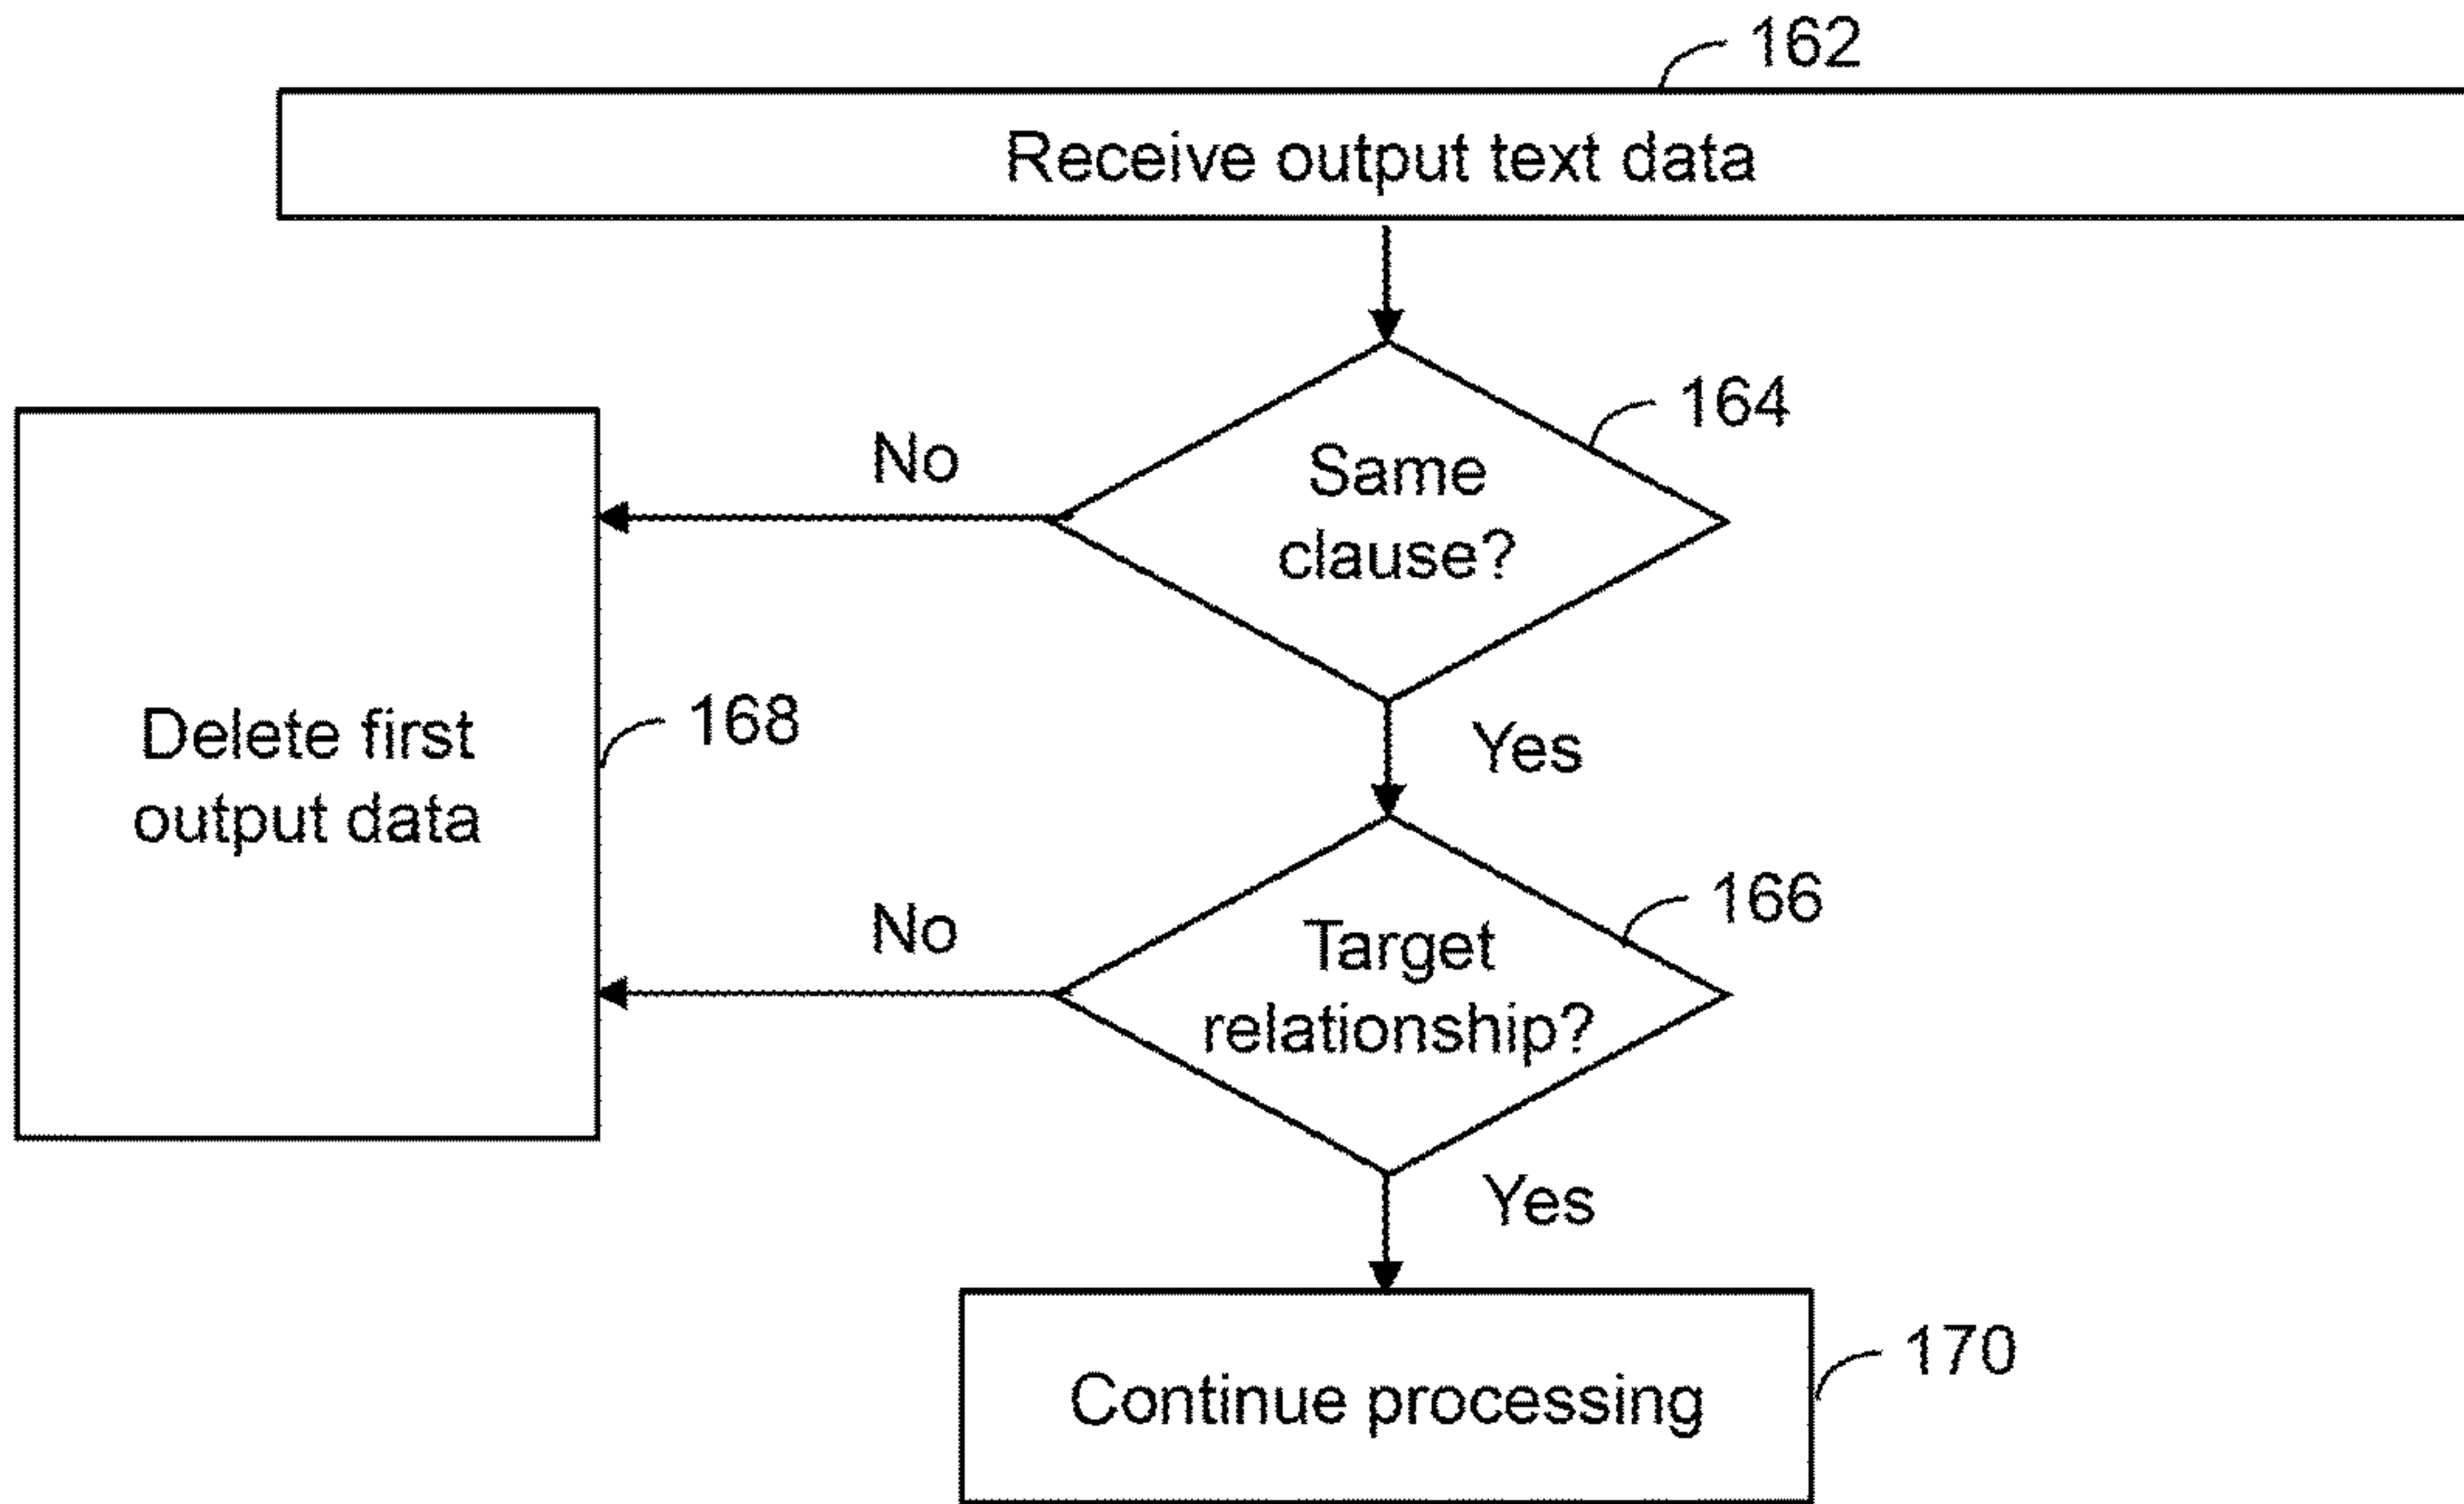 162
Receive output text data
164
Same
clause?
No
Yes
168
Delete first
output data
166
Target
relationship?
No
Yes
170
Continue processing